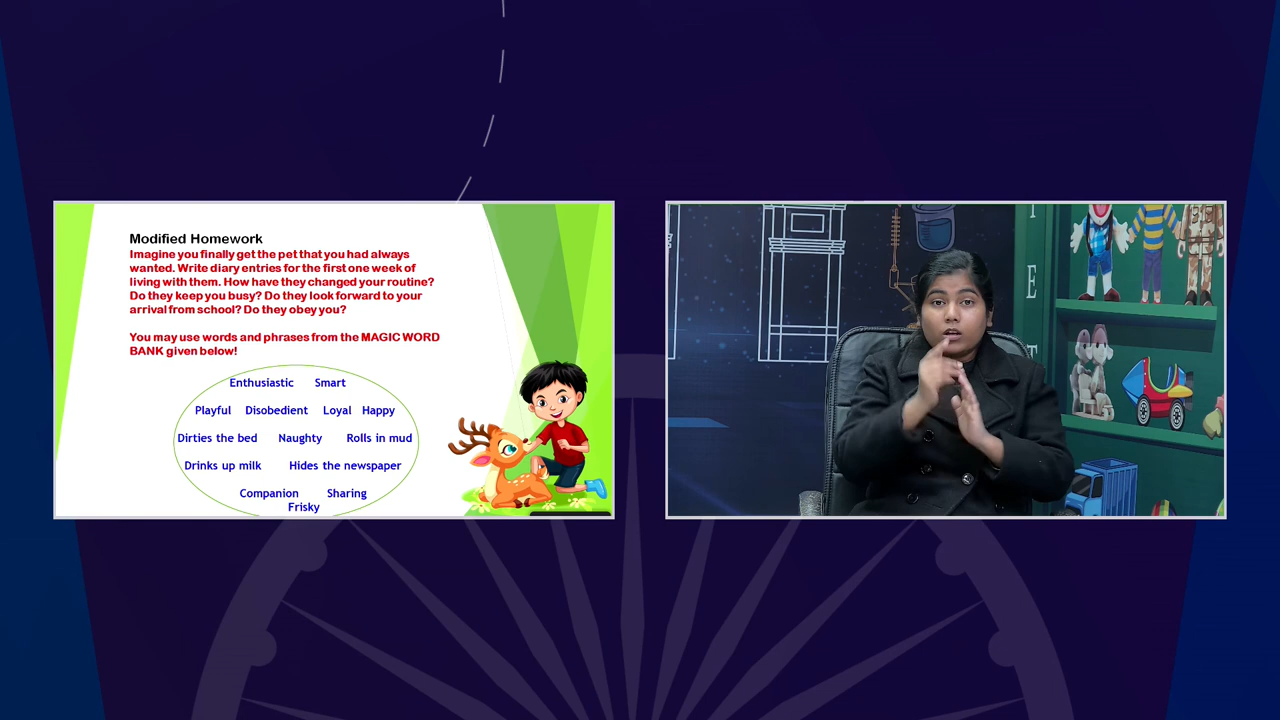 Modified Homework
Imagine you finally get the pet that you had always
wanted. Write diary entries for the first one week of
living with them. How have they changed your routine?
Do they keep you busy? Do they look forward to your
arrival from school? Do they obey you?
You may use words and phrases from the MAGIC WORD
BANK given below!
Enthusiastic Smart
Playful Disobedient Loyal Happy
Dirties the bed Naughty Rolls in mud
Drinks up milk Hides the newspaper
Companion Sharing
Frisky
E